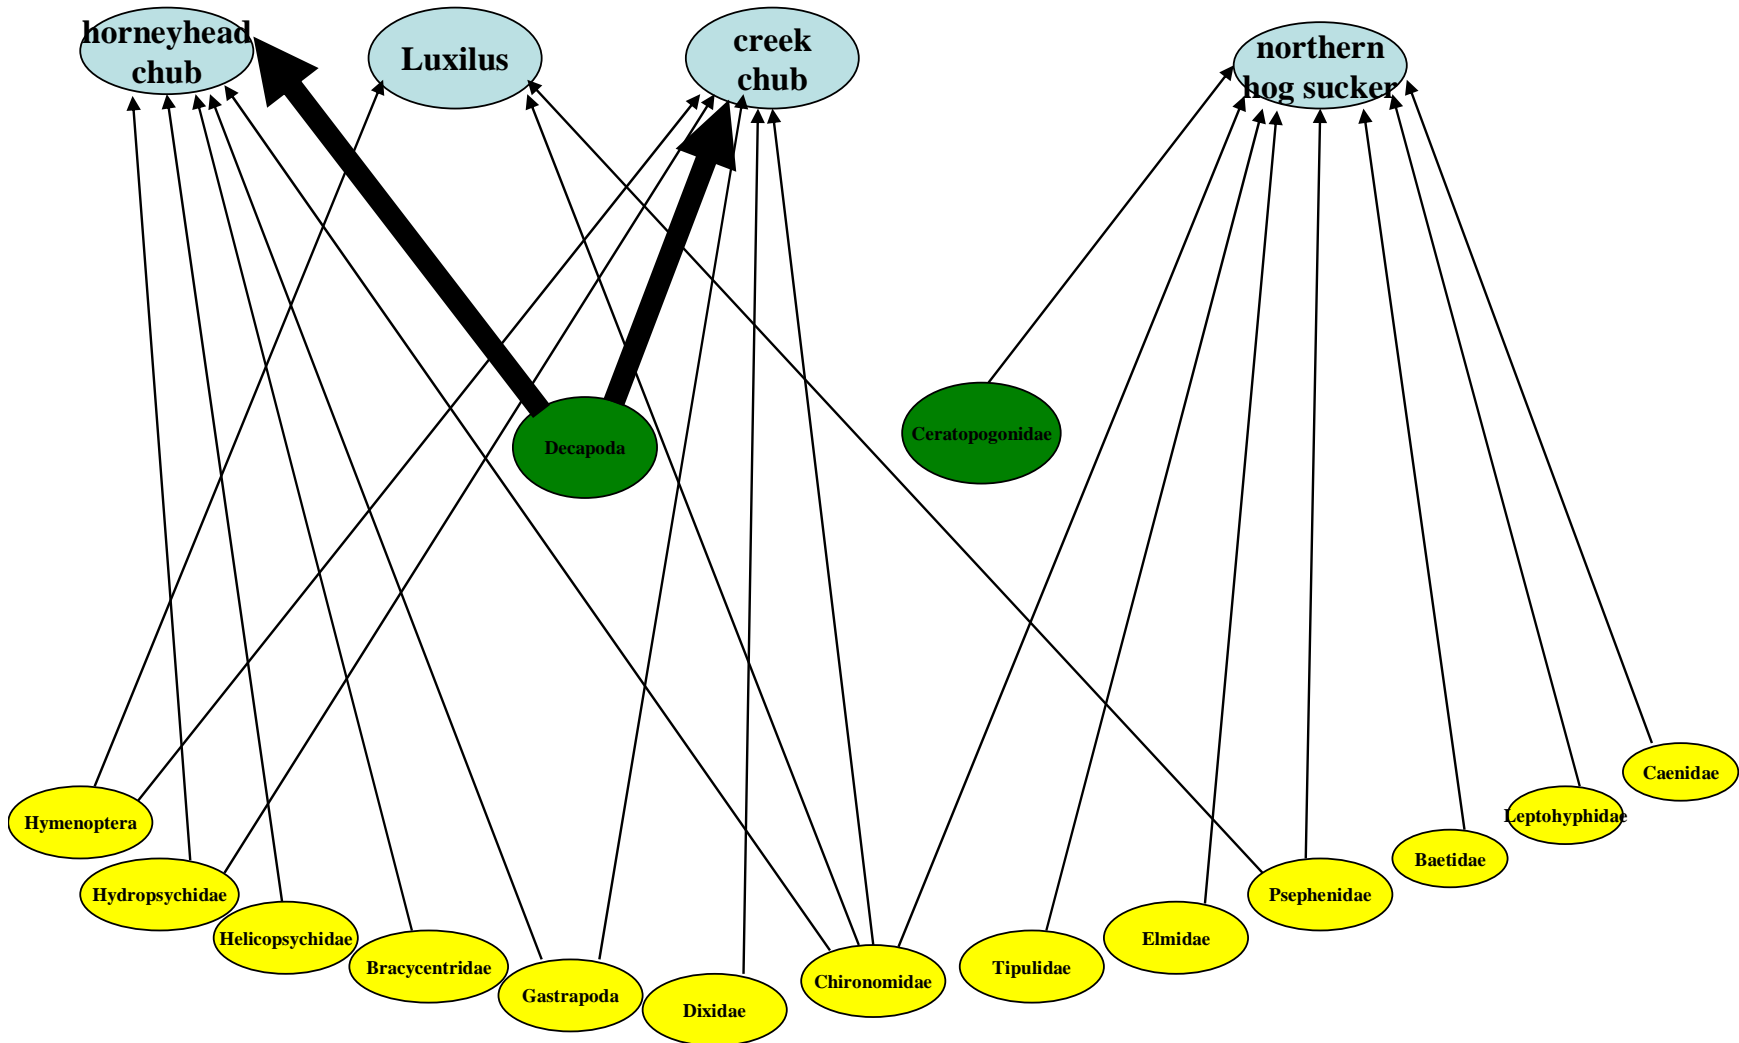 horneyhead
chub
Luxilus
creek
chub
northern
hog sucker
Decapoda
Ceratopogonidae
Hymenoptera
Hydropsychidae
Helicopsychidae
Bracycentridae
Gastrapoda
Dixidae
Chironomidae
Tipulidae
Elmidae
Psephenidae
Baetidae
Leptohyphidae
Caenidae